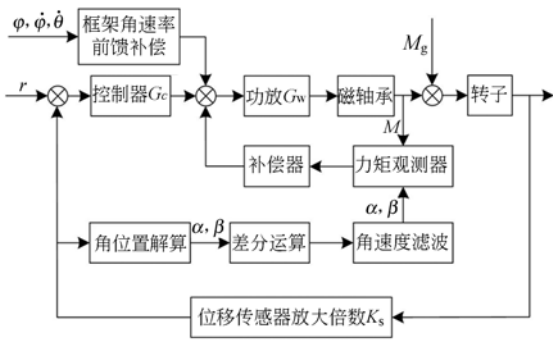 φ, φ̇, θ̇
框架角速率
前馈补偿
M_g
r
控制器G_c
功放G_w
磁轴承
转子
M
补偿器
力矩观测器
α, β
角位置解算
α, β
差分运算
角速度滤波
位移传感器放大倍数K_s